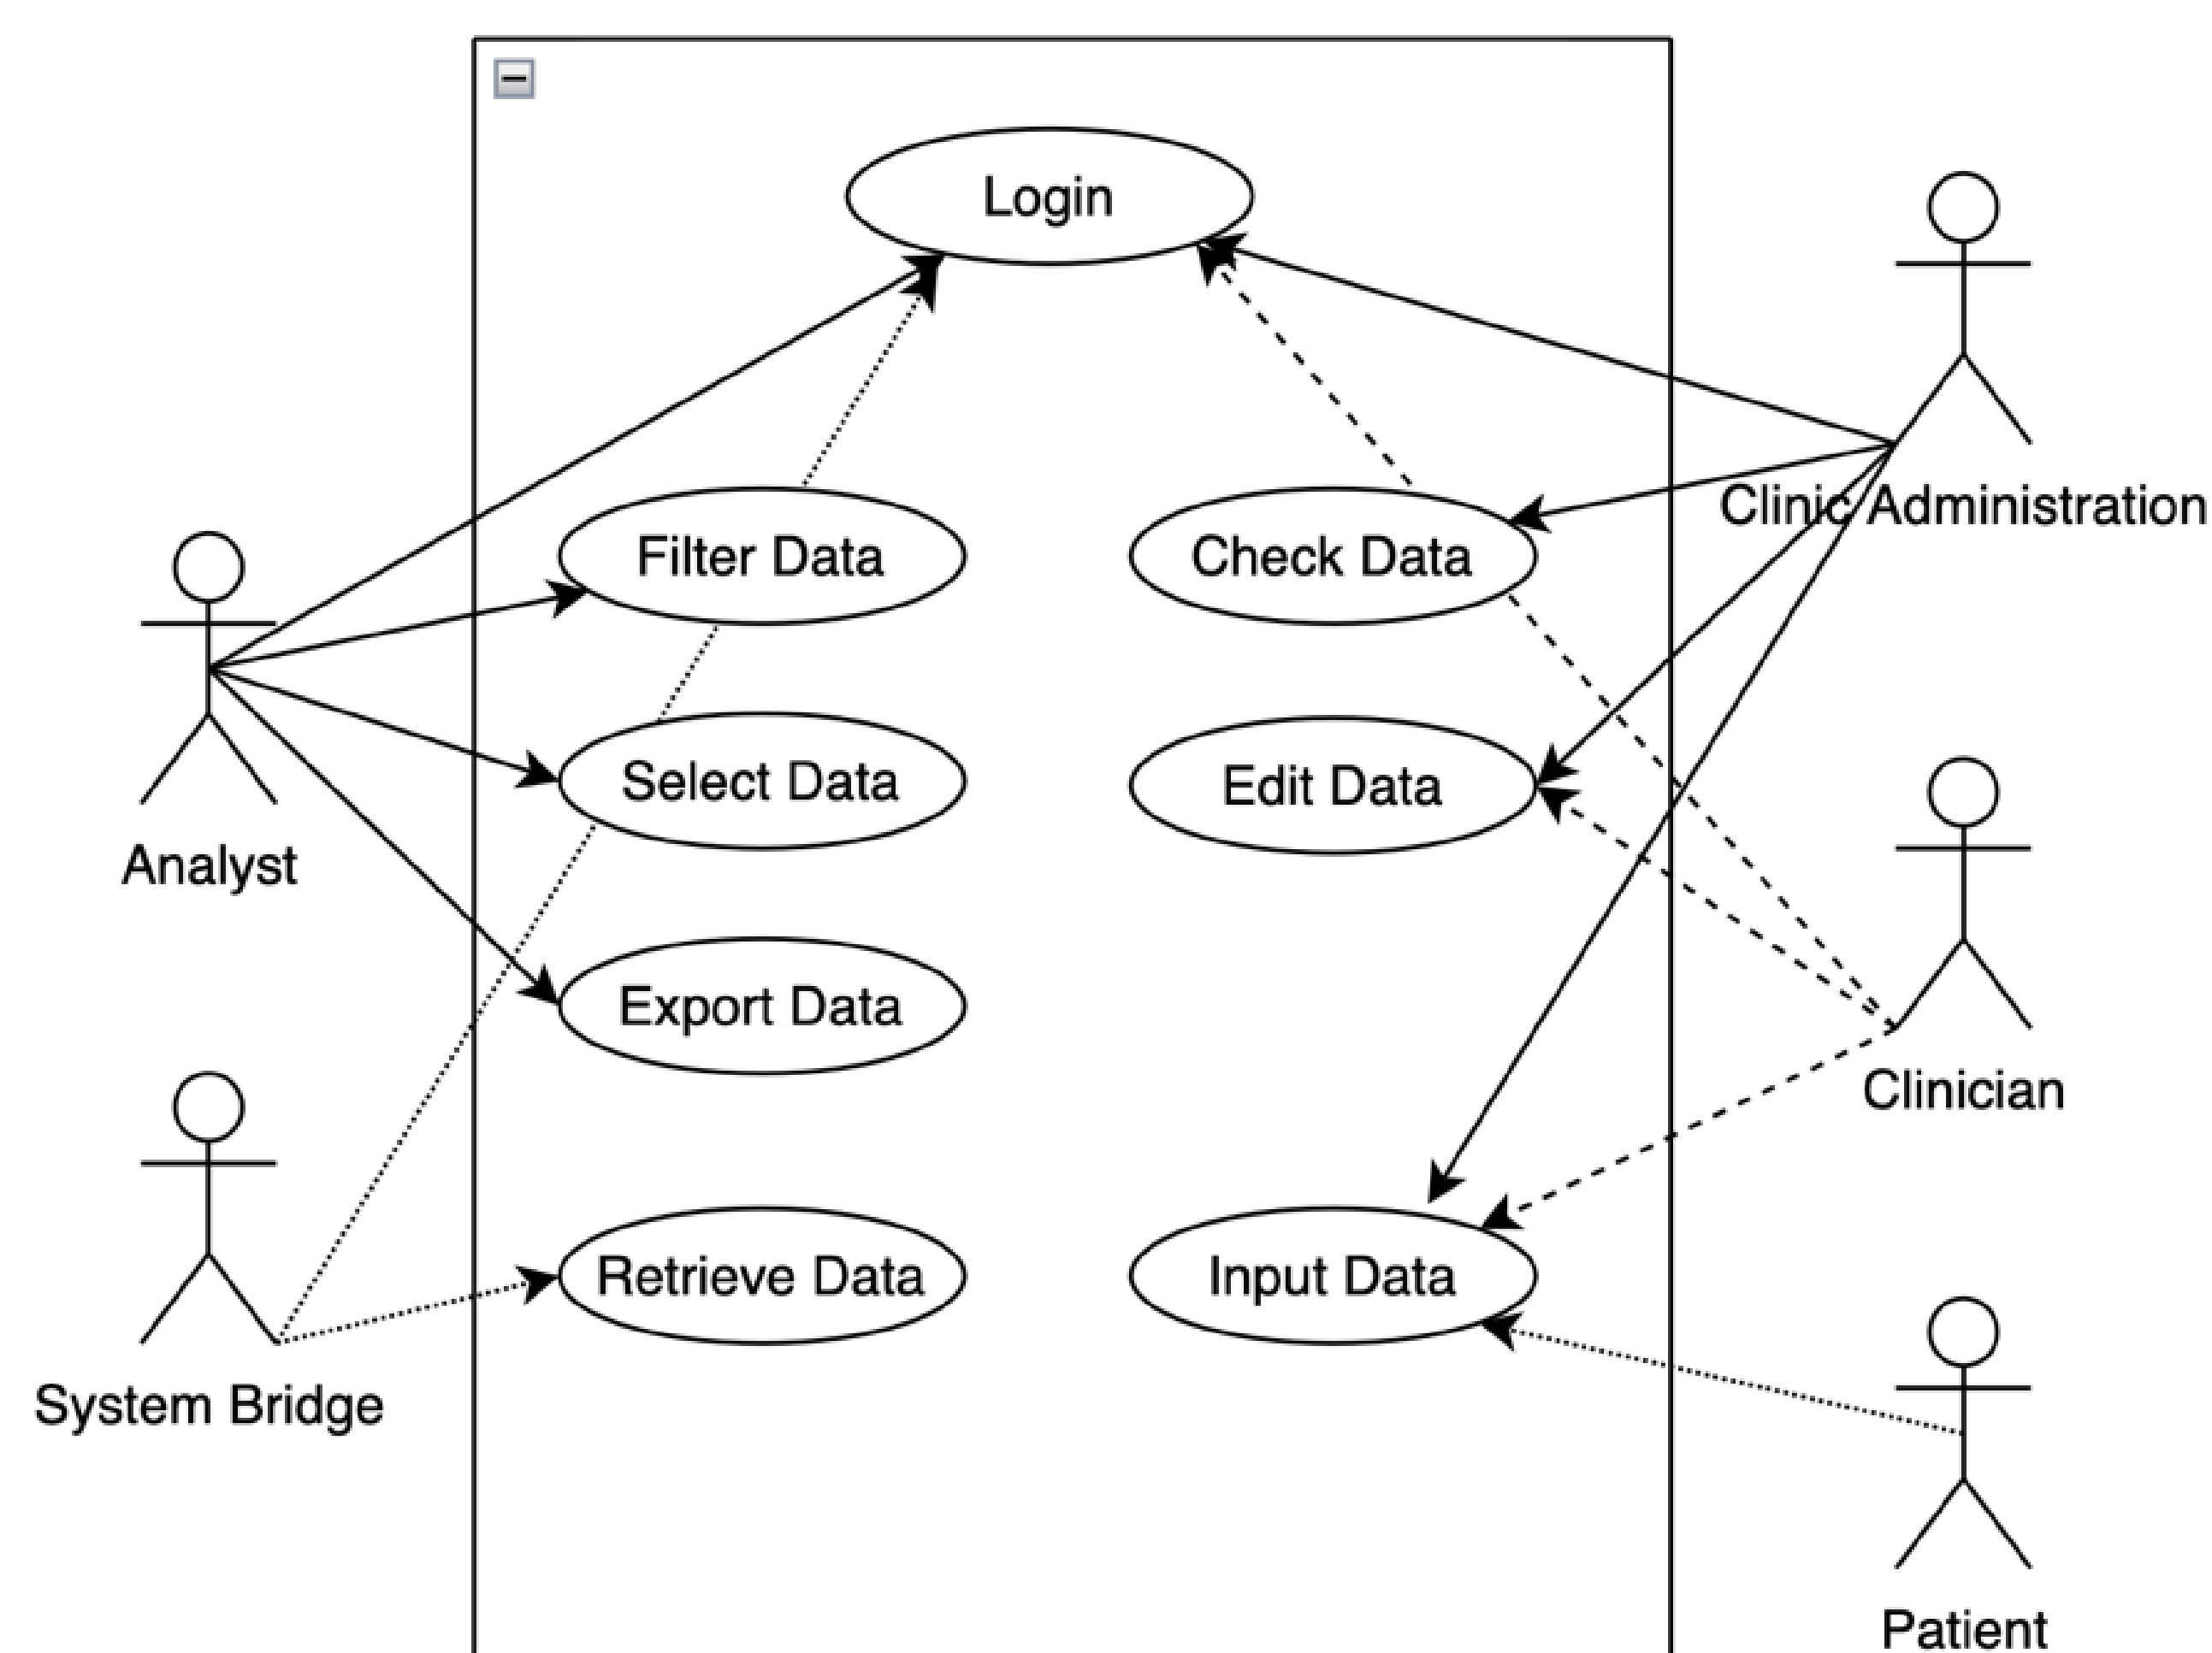 Login
Clinic Administration
Filter Data
Check Data
Select Data
Edit Data
Analyst
Export Data
Clinician
Retrieve Data
Input Data
System Bridge
Patient